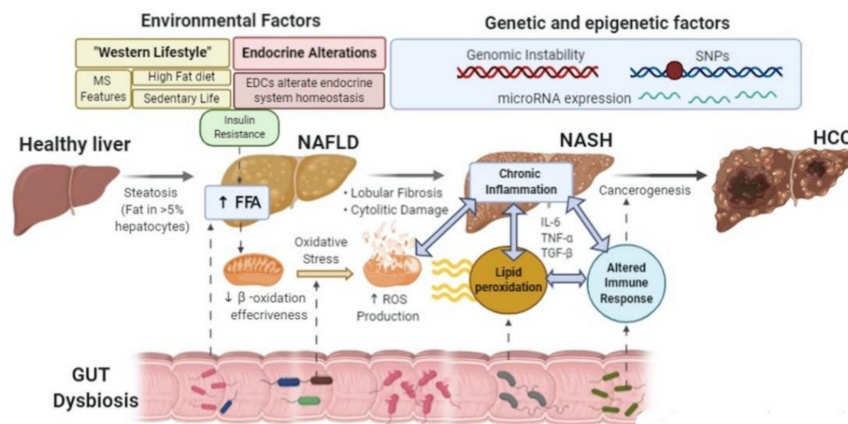 Environmental Factors
Genetic and epigenetic factors
"Western Lifestyle"
Endocrine Alterations
MS
Features
High Fat diet
Sedentary Life
EDCs alterate endocrine
system homeostasis
Genomic Instability
SNPs
microRNA expression
Insulin
Resistance
Healthy liver
NAFLD
NASH
HCC
Steatosis
(Fat in >5%
hepatocytes)
↑ FFA
• Lobular Fibrosis
• Cytolitic Damage
Chronic
Inflammation
Cancerogenesis
IL-6
TNF-α
TGF-β
Oxidative
Stress
↓ β-oxidation
effecriveness
↑ ROS
Production
Lipid
peroxidation
Altered
Immune
Response
GUT
Dysbiosis